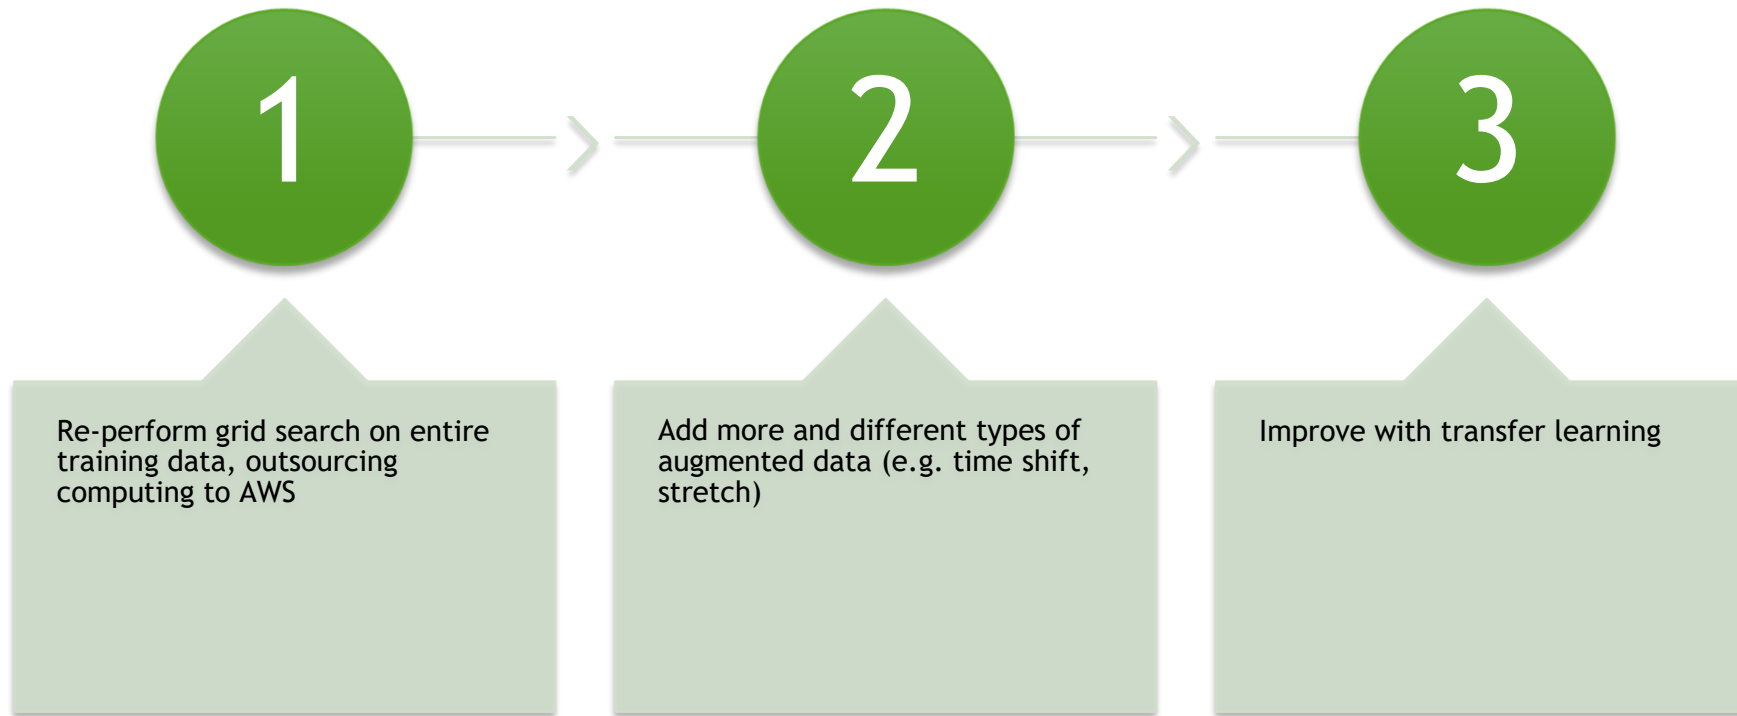 1
2
3
Re-perform grid search on entire
training data, outsourcing
computing to AWS
Add more and different types of
augmented data (e.g. time shift,
stretch)
Improve with transfer learning